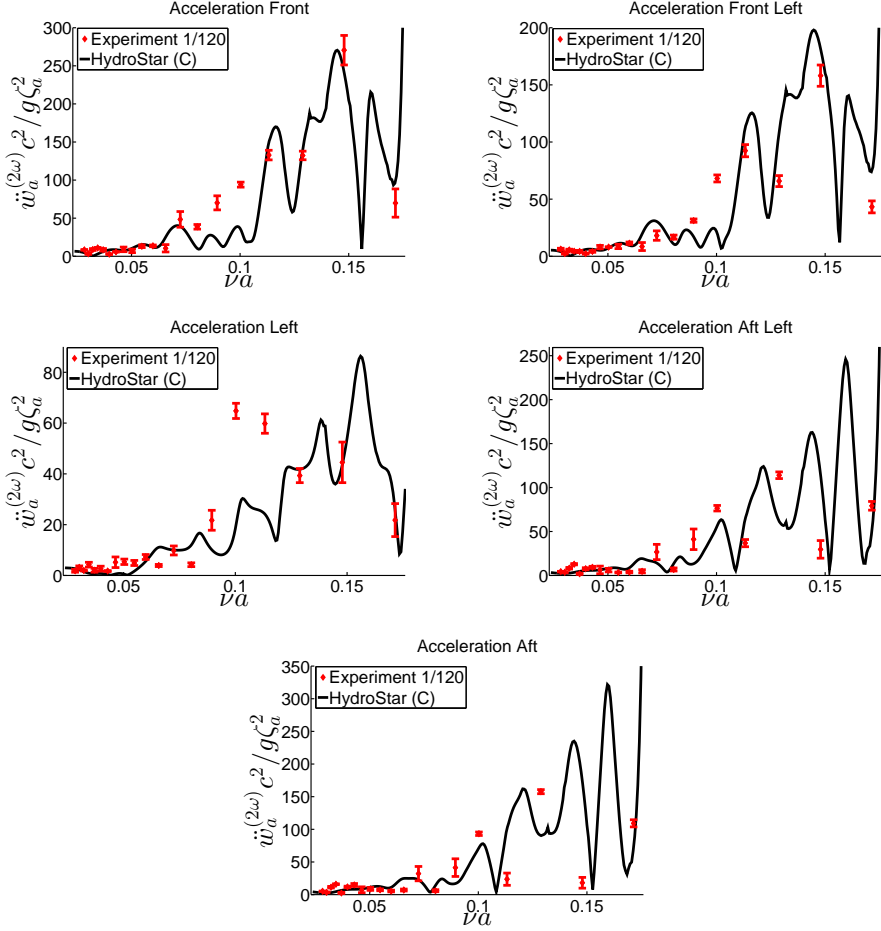 Acceleration Front
Experiment 1/120
HydroStar (C)
300
250
200
150
100
50
0
0.05
0.1
0.15
ẅ_a^{(2ω)} c²/gζ_a²
νa
Acceleration Front Left
Experiment 1/120
HydroStar (C)
200
150
100
50
0
0.05
0.1
0.15
ẅ_a^{(2ω)} c²/gζ_a²
νa
Acceleration Left
Experiment 1/120
HydroStar (C)
80
60
40
20
0
0.05
0.1
0.15
ẅ_a^{(2ω)} c²/gζ_a²
νa
Acceleration Aft Left
Experiment 1/120
HydroStar (C)
250
200
150
100
50
0
0.05
0.1
0.15
ẅ_a^{(2ω)} c²/gζ_a²
νa
Acceleration Aft
Experiment 1/120
HydroStar (C)
350
300
250
200
150
100
50
0
0.05
0.1
0.15
ẅ_a^{(2ω)} c²/gζ_a²
νa